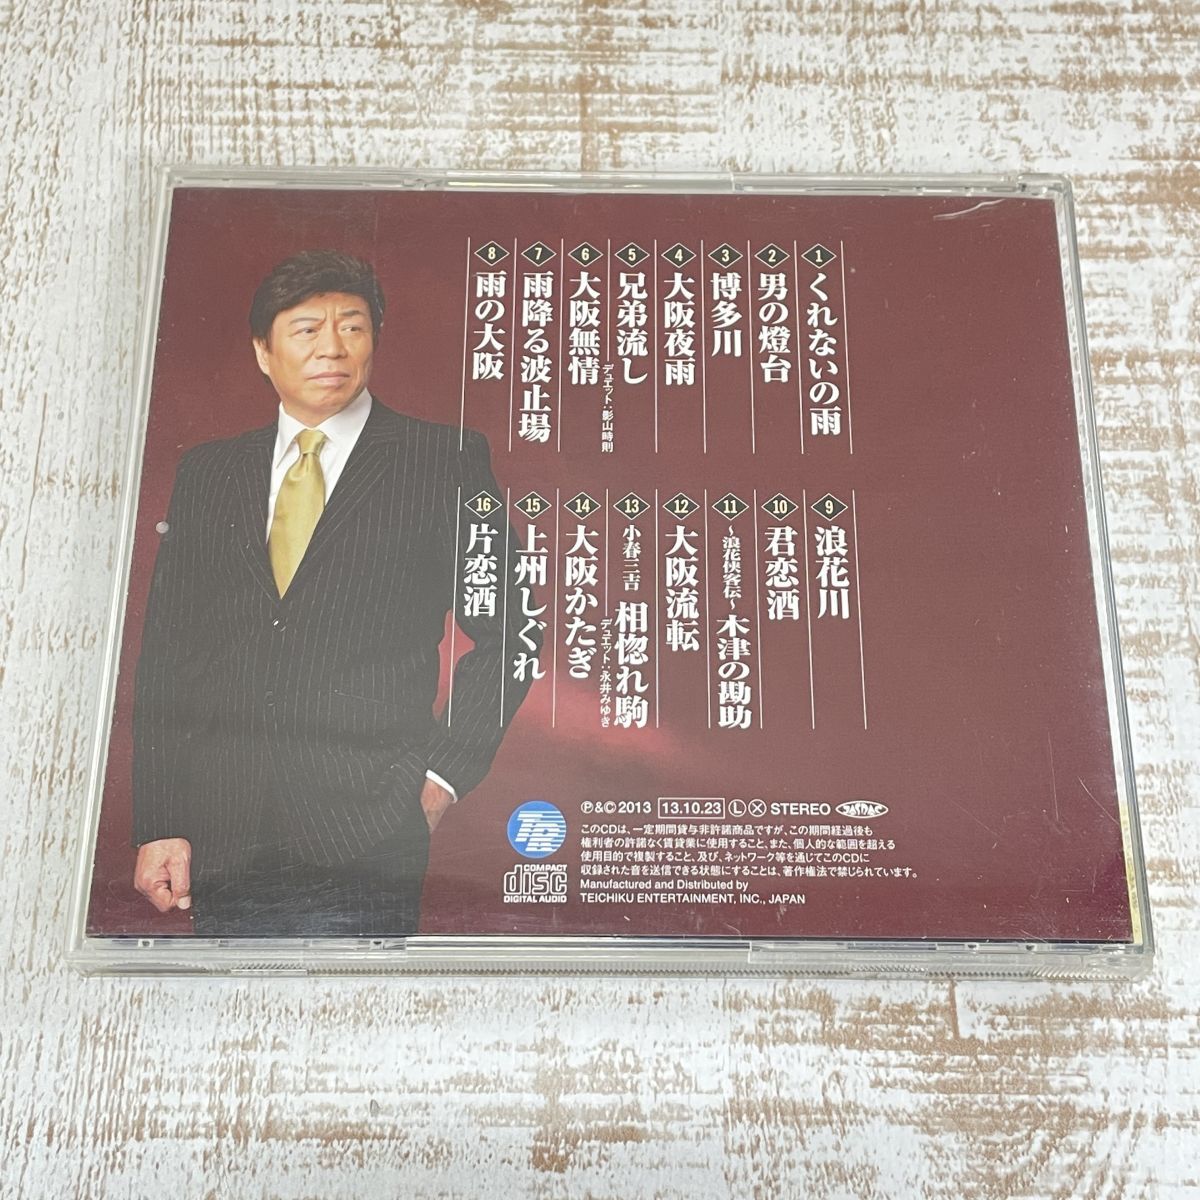 1 くれないの雨
2 男の燈台
3 博多川
4 大阪夜雨
5 兄弟流し
デュエット:影山時則
6 大阪無情
7 雨降る波止場
8 雨の大阪
9 浪花川
10 君恋酒
11 ～浪花侠客伝～ 木津の勘助
12 大阪流転
13 小春三吉 相惚れ駒
デュエット:永井みゆき
14 大阪かたぎ
15 上州しぐれ
16 片恋酒
Ⓟ&© 2013 13.10.23 Ⓛ Ⓧ STEREO JASRAC
このCDは、一定期間貸与非許諾商品ですが、この期間経過後も
権利者の許諾なく賃貸業に使用すること、また、個人的な範囲を超える
使用目的で複製すること、及び、ネットワーク等を通じてこのCDに
収録された音を送信できる状態にすることは、著作権法で禁じられています。
Manufactured and Distributed by
TEICHIKU ENTERTAINMENT, INC., JAPAN
COMPACT
disc
DIGITAL AUDIO